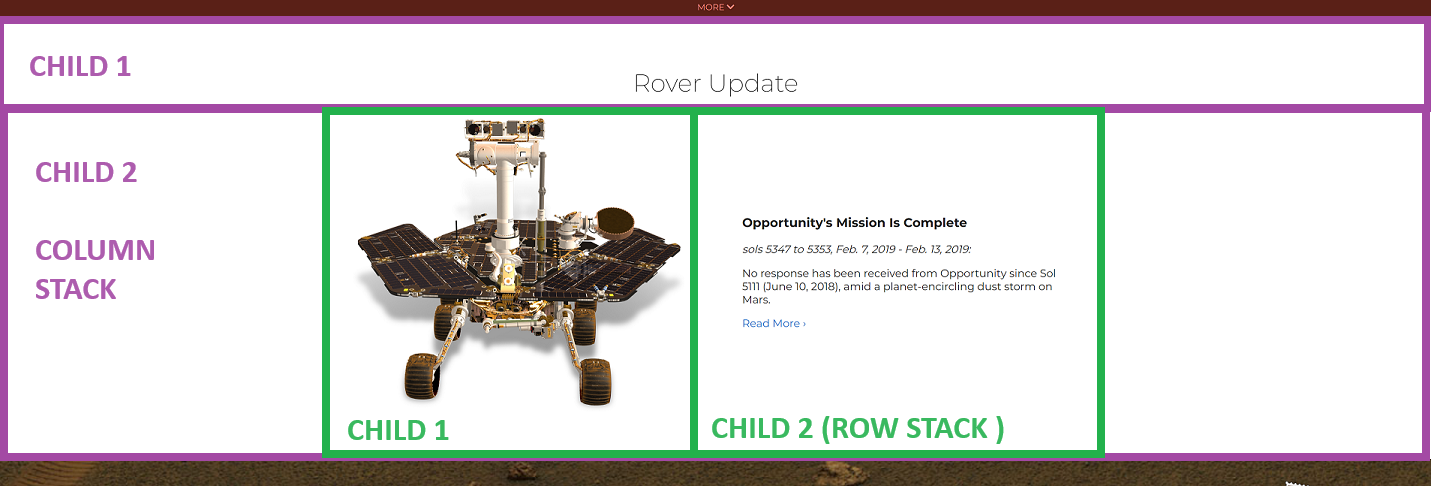 MORE
CHILD 1
Rover Update
CHILD 2
COLUMN
STACK
Opportunity's Mission Is Complete
sols 5347 to 5353, Feb. 7, 2019 - Feb. 13, 2019:
No response has been received from Opportunity since Sol
5111 (June 10, 2018), amid a planet-encircling dust storm on
Mars.
Read More ›
CHILD 1
CHILD 2 (ROW STACK )